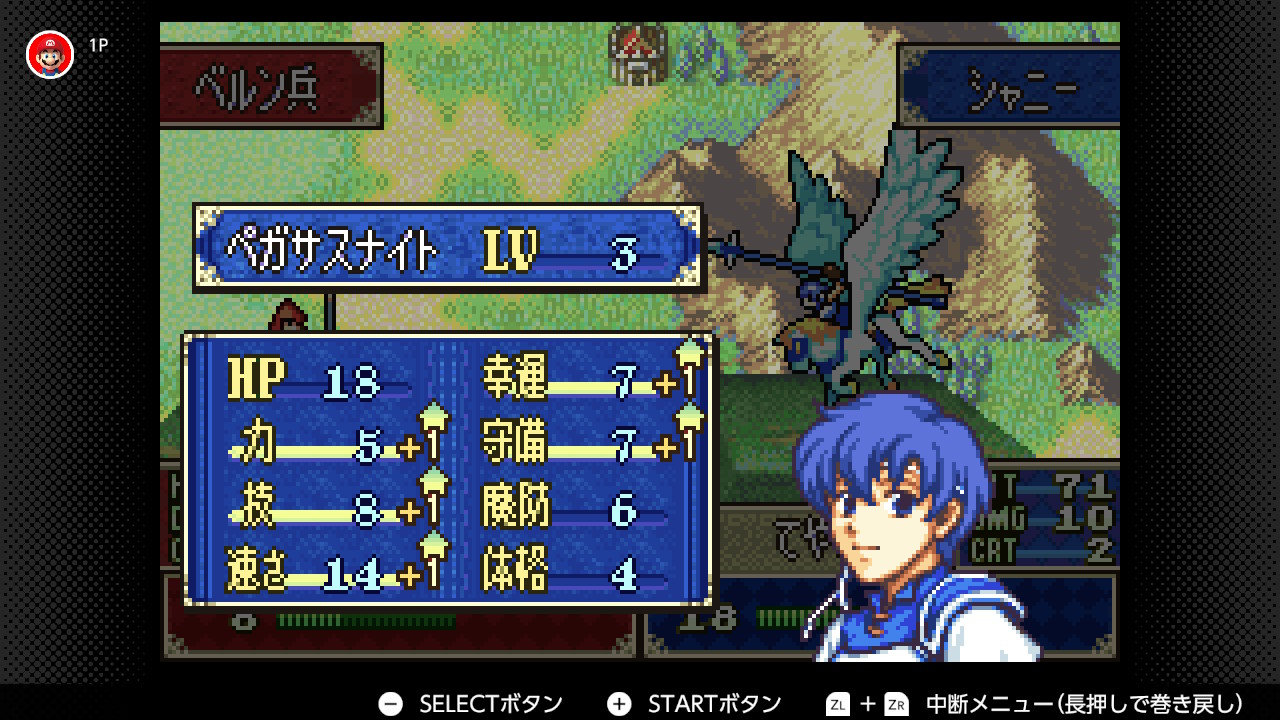 1P
ベルン兵
シャニー
ペガサスナイト LV 3
HP 18
幸運 7 +1
力 5 +1
守備 7 +1
技 8 +1
魔防 6
速さ 14 +1
体格 4
71
DMG 10
CRT 2
てや
8
18
SELECTボタン
STARTボタン
ZL + ZR 中断メニュー(長押しで巻き戻し)